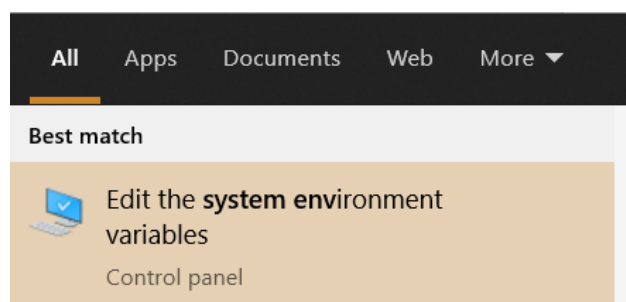 All Apps Documents Web More
Best match
Edit the system environment
variables
Control panel